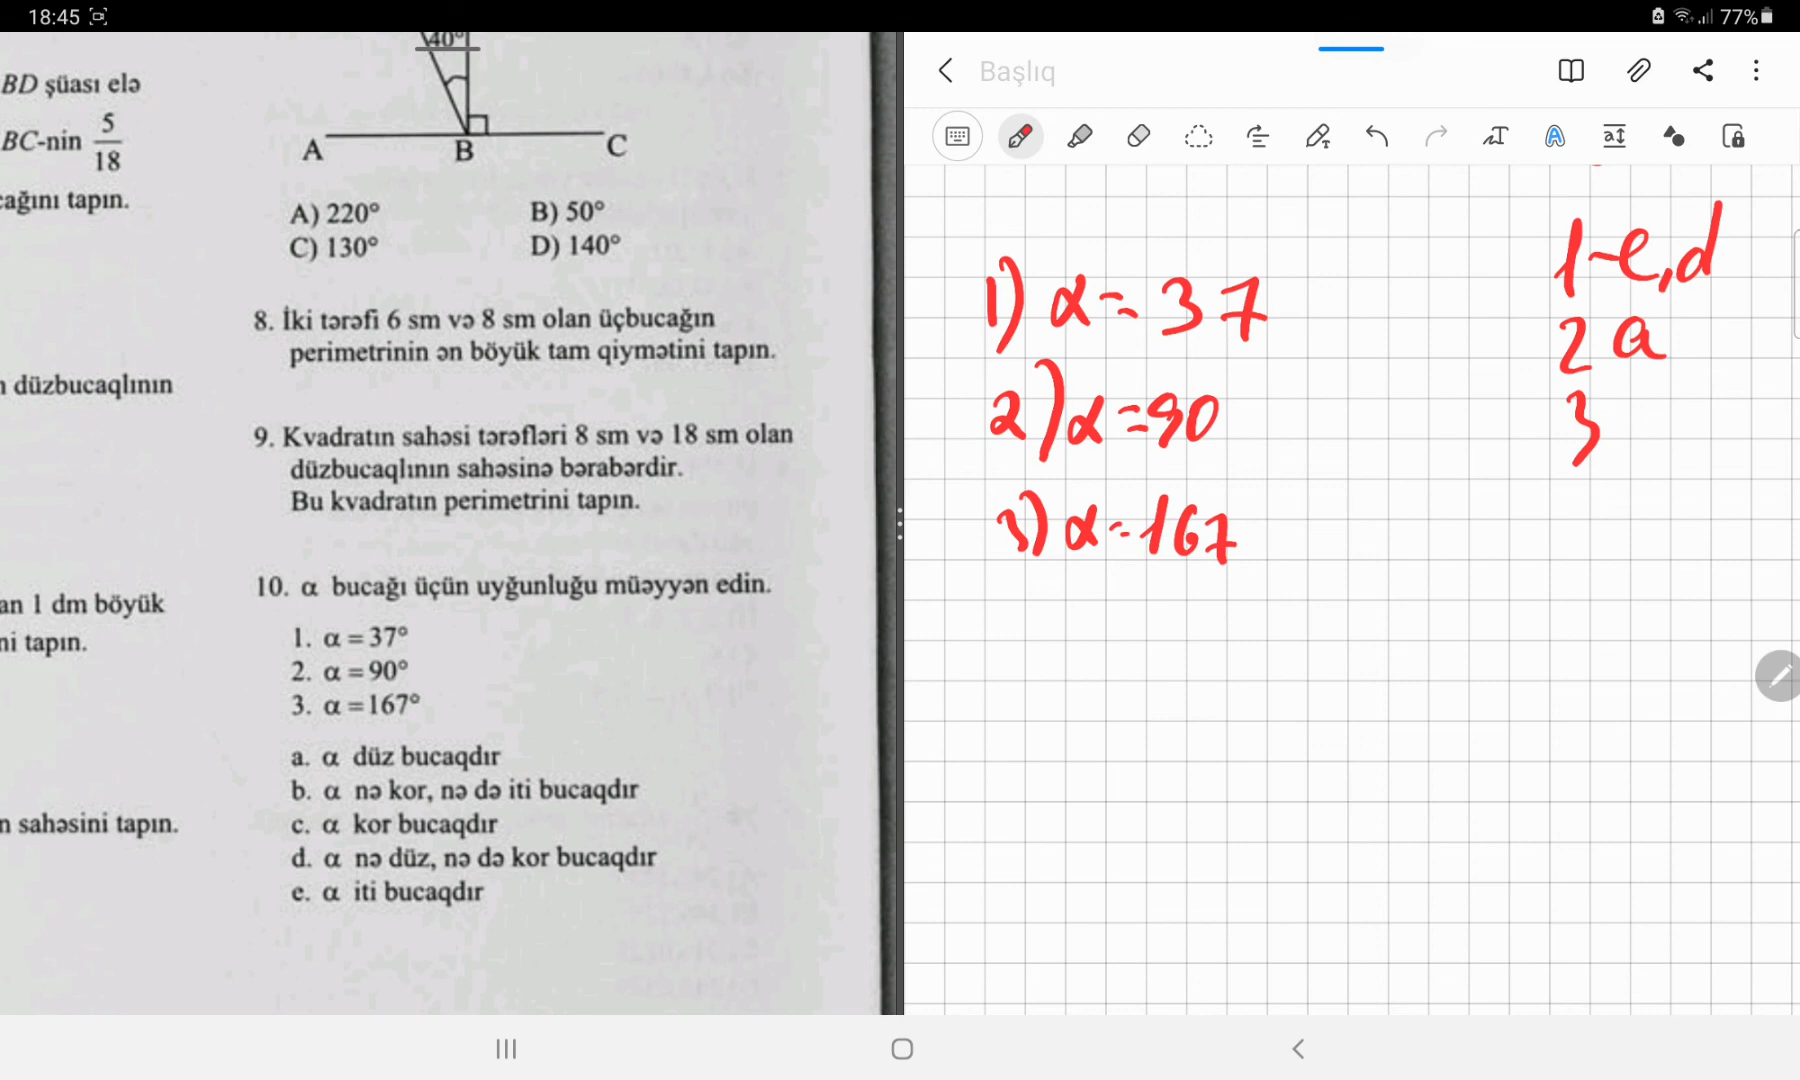 18:45
77%
BD şüası elə
BC-nin 5/18
cağını tapın.
n düzbucaqlının
an 1 dm böyük
ni tapın.
n sahəsini tapın.
40°
A B C
A) 220° B) 50°
C) 130° D) 140°
8. İki tərəfi 6 sm və 8 sm olan üçbucağın
perimetrinin ən böyük tam qiymətini tapın.
9. Kvadratın sahəsi tərəfləri 8 sm və 18 sm olan
düzbucaqlının sahəsinə bərabərdir.
Bu kvadratın perimetrini tapın.
10. α bucağı üçün uyğunluğu müəyyən edin.
1. α = 37°
2. α = 90°
3. α = 167°
a. α düz bucaqdır
b. α nə kor, nə də iti bucaqdır
c. α kor bucaqdır
d. α nə düz, nə də kor bucaqdır
e. α iti bucaqdır
Başlıq
1) α = 37
2) α = 90
3) α = 167
1-e,d
2 a
3